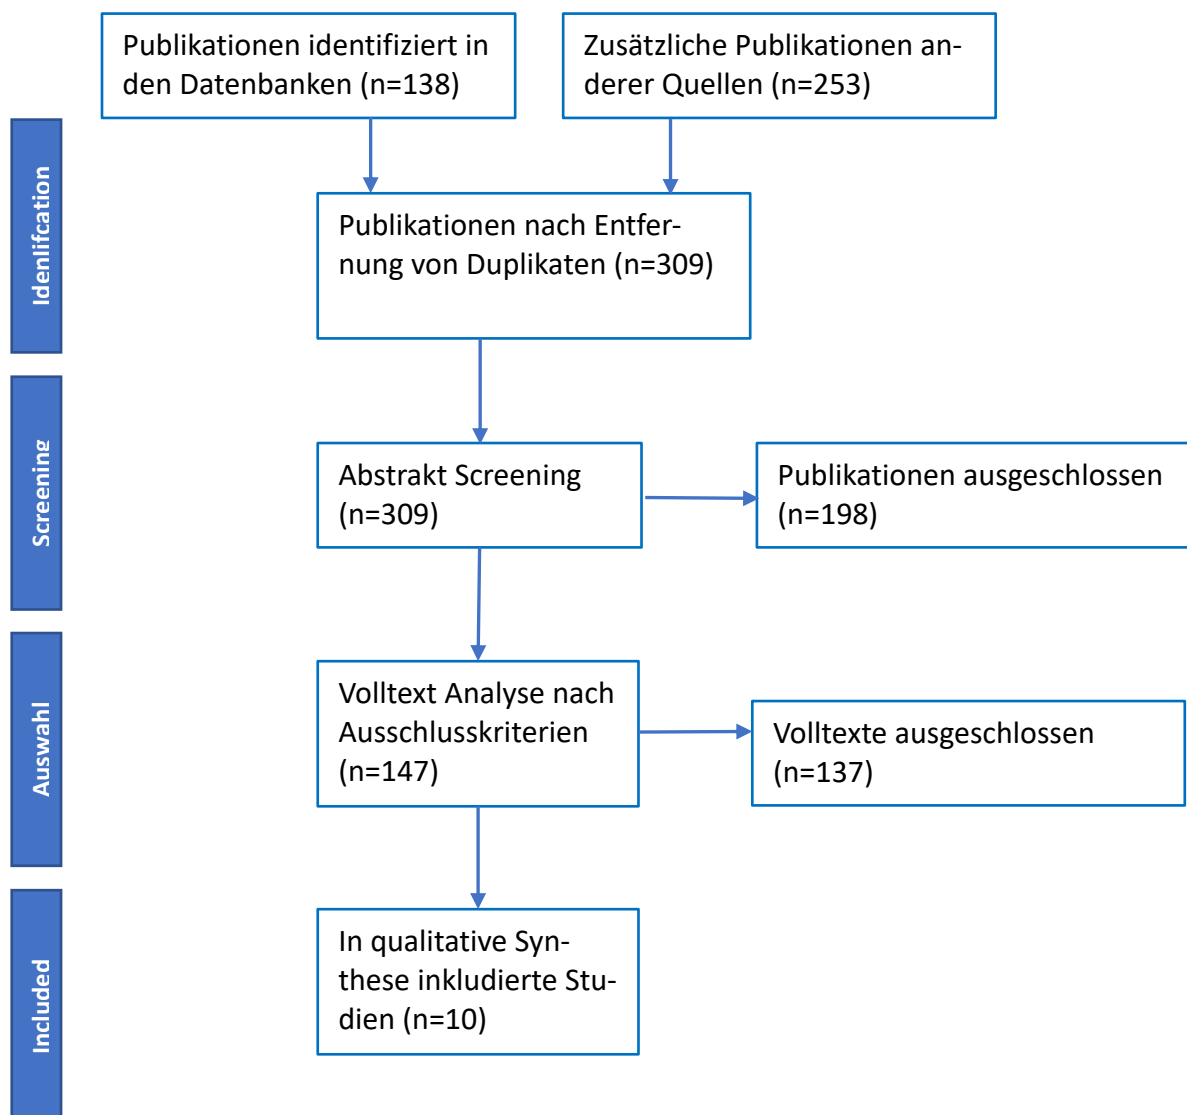 Publikationen identifiziert in
den Datenbanken (n=138)
Zusätzliche Publikationen an-
derer Quellen (n=253)
Idenlifcation
Publikationen nach Entfer-
nung von Duplikaten (n=309)
Screening
Abstrakt Screening
(n=309)
Publikationen ausgeschlossen
(n=198)
Auswahl
Volltext Analyse nach
Ausschlusskriterien
(n=147)
Volltexte ausgeschlossen
(n=137)
Included
In qualitative Syn-
these inkludierte Stu-
dien (n=10)